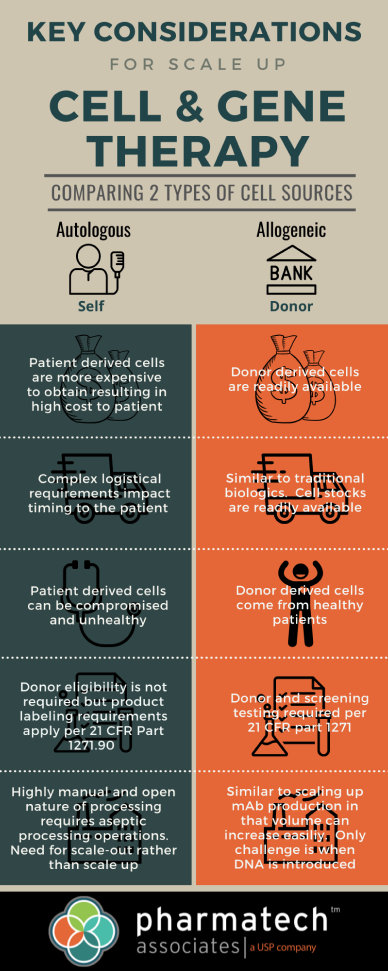 KEY CONSIDERATIONS
FOR SCALE UP
CELL & GENE
THERAPY
COMPARING 2 TYPES OF CELL SOURCES
Autologous
Self
Allogeneic
BANK
Donor
Patient derived cells
are more expensive
to obtain resulting in
high cost to patient
Donor derived cells
are readily available
Complex logistical
requirements impact
timing to the patient
Similar to traditional
biologics. Cell stocks
are readily available
Patient derived cells
can be compromised
and unhealthy
Donor derived cells
come from healthy
patients
Donor eligibility is not
required but product
labeling requirements
apply per 21 CFR Part
1271.90
Donor and screening
testing required per
21 CFR part 1271
Highly manual and open
nature of processing
requires aseptic
processing operations.
Need for scale-out rather
than scale up
Similar to scaling up
mAb production in
that volume can
increase easiliy. Only
challenge is when
DNA is introduced
pharmatech™
associates | a USP company